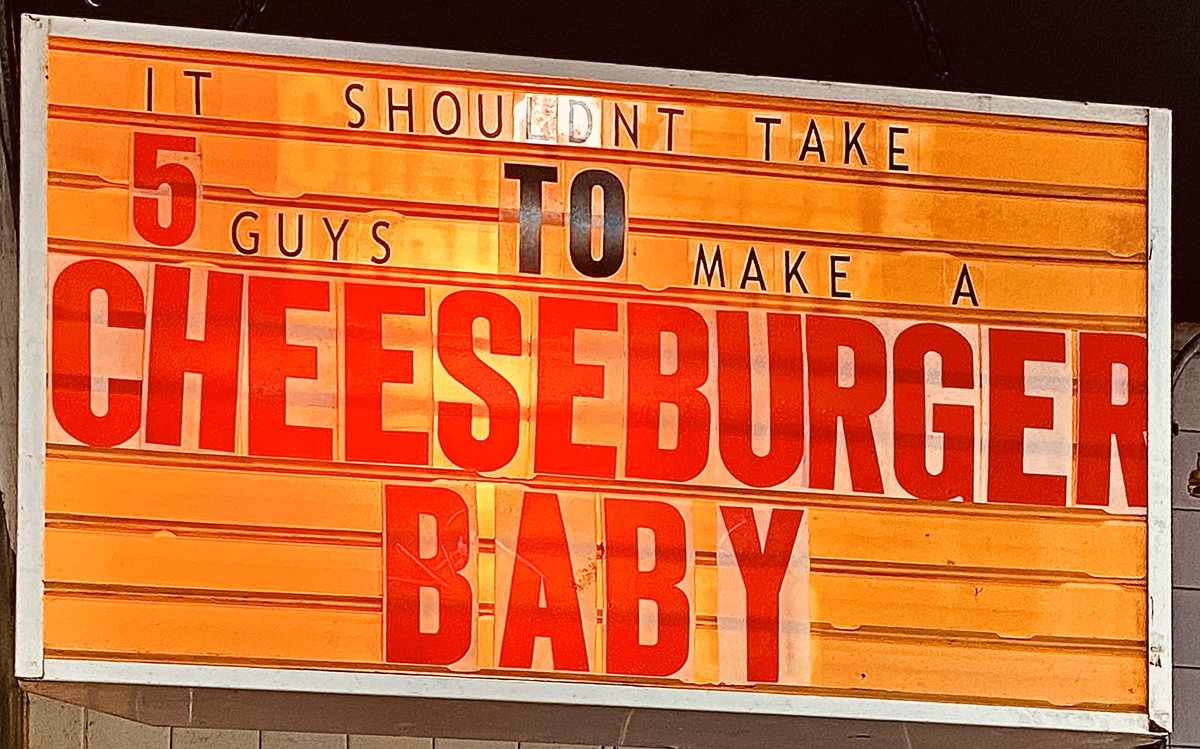 IT SHOULDNT TAKE
5 GUYS TO MAKE A
CHEESEBURGER
BABY